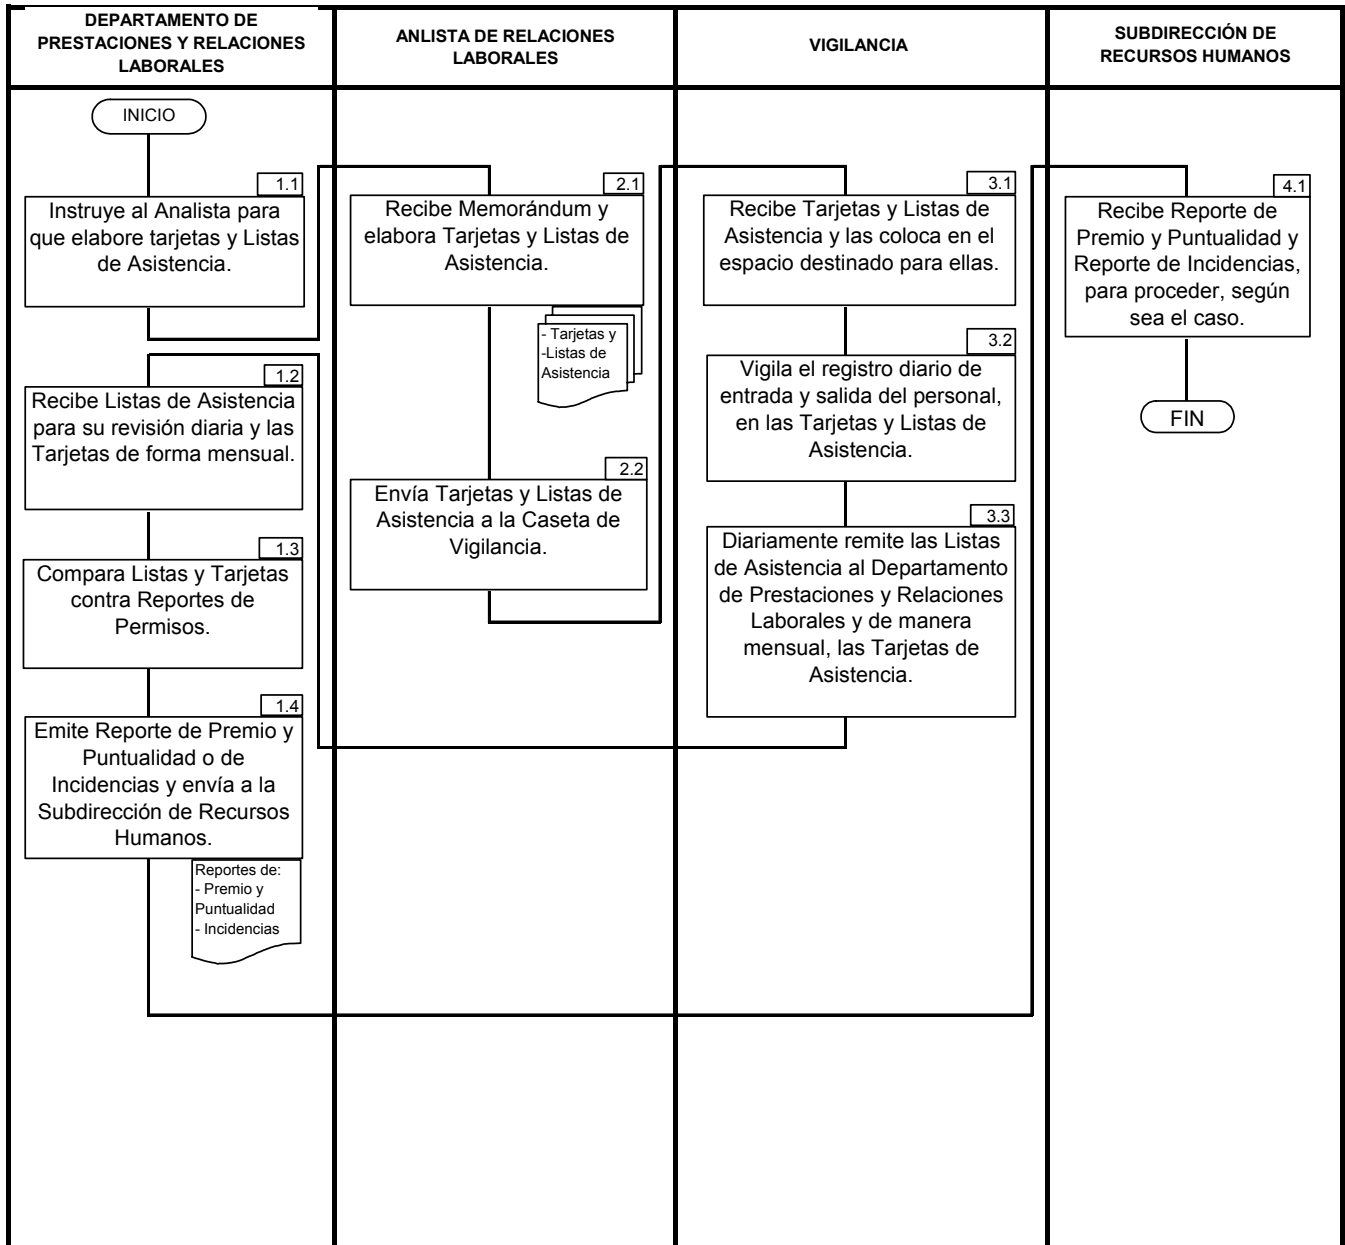 DEPARTAMENTO DE
PRESTACIONES Y RELACIONES
LABORALES
ANLISTA DE RELACIONES
LABORALES
VIGILANCIA
SUBDIRECCIÓN DE
RECURSOS HUMANOS
INICIO
1.1
Instruye al Analista para
que elabore tarjetas y Listas
de Asistencia.
1.2
Recibe Listas de Asistencia
para su revisión diaria y las
Tarjetas de forma mensual.
1.3
Compara Listas y Tarjetas
contra Reportes de
Permisos.
1.4
Emite Reporte de Premio y
Puntualidad o de
Incidencias y envía a la
Subdirección de Recursos
Humanos.
Reportes de:
- Premio y
Puntualidad
- Incidencias
2.1
Recibe Memorándum y
elabora Tarjetas y Listas de
Asistencia.
- Tarjetas y
-Listas de
Asistencia
2.2
Envía Tarjetas y Listas de
Asistencia a la Caseta de
Vigilancia.
3.1
Recibe Tarjetas y Listas de
Asistencia y las coloca en el
espacio destinado para ellas.
3.2
Vigila el registro diario de
entrada y salida del personal,
en las Tarjetas y Listas de
Asistencia.
3.3
Diariamente remite las Listas
de Asistencia al Departamento
de Prestaciones y Relaciones
Laborales y de manera
mensual, las Tarjetas de
Asistencia.
4.1
Recibe Reporte de
Premio y Puntualidad y
Reporte de Incidencias,
para proceder, según
sea el caso.
FIN